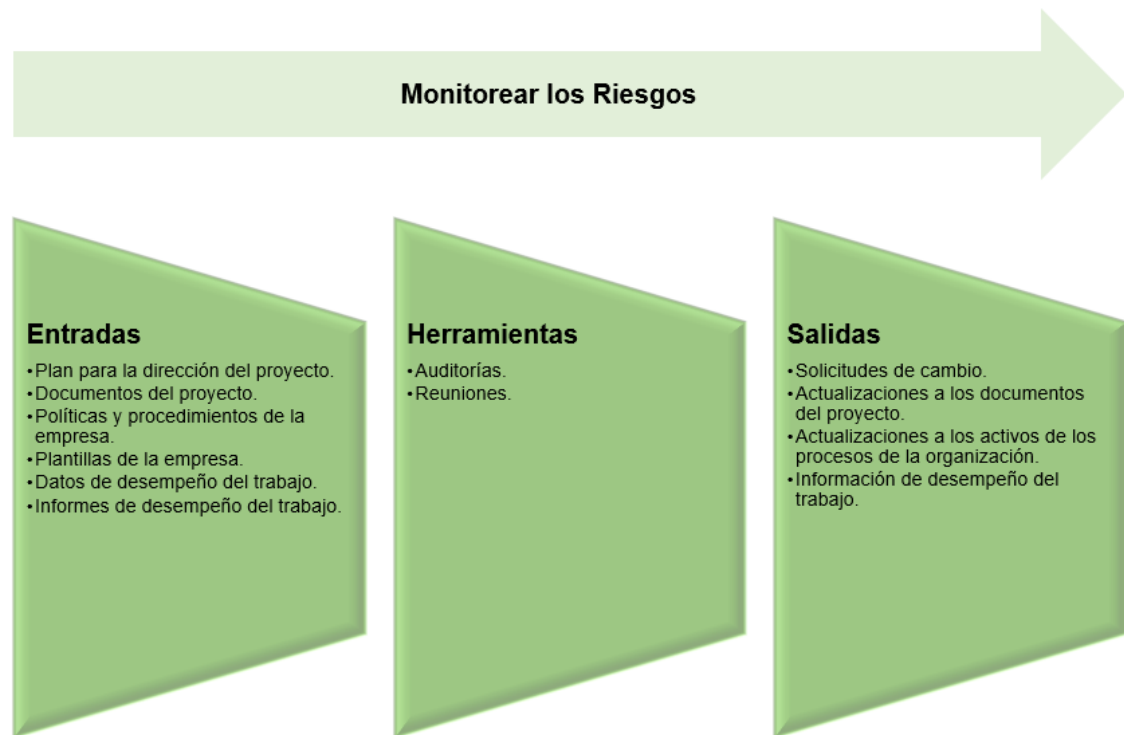 Monitorear los Riesgos
Entradas
•Plan para la dirección del proyecto.
•Documentos del proyecto.
•Políticas y procedimientos de la
empresa.
•Plantillas de la empresa.
•Datos de desempeño del trabajo.
•Informes de desempeño del trabajo.
Herramientas
•Auditorías.
•Reuniones.
Salidas
•Solicitudes de cambio.
•Actualizaciones a los documentos
del proyecto.
•Actualizaciones a los activos de los
procesos de la organización.
•Información de desempeño del
trabajo.